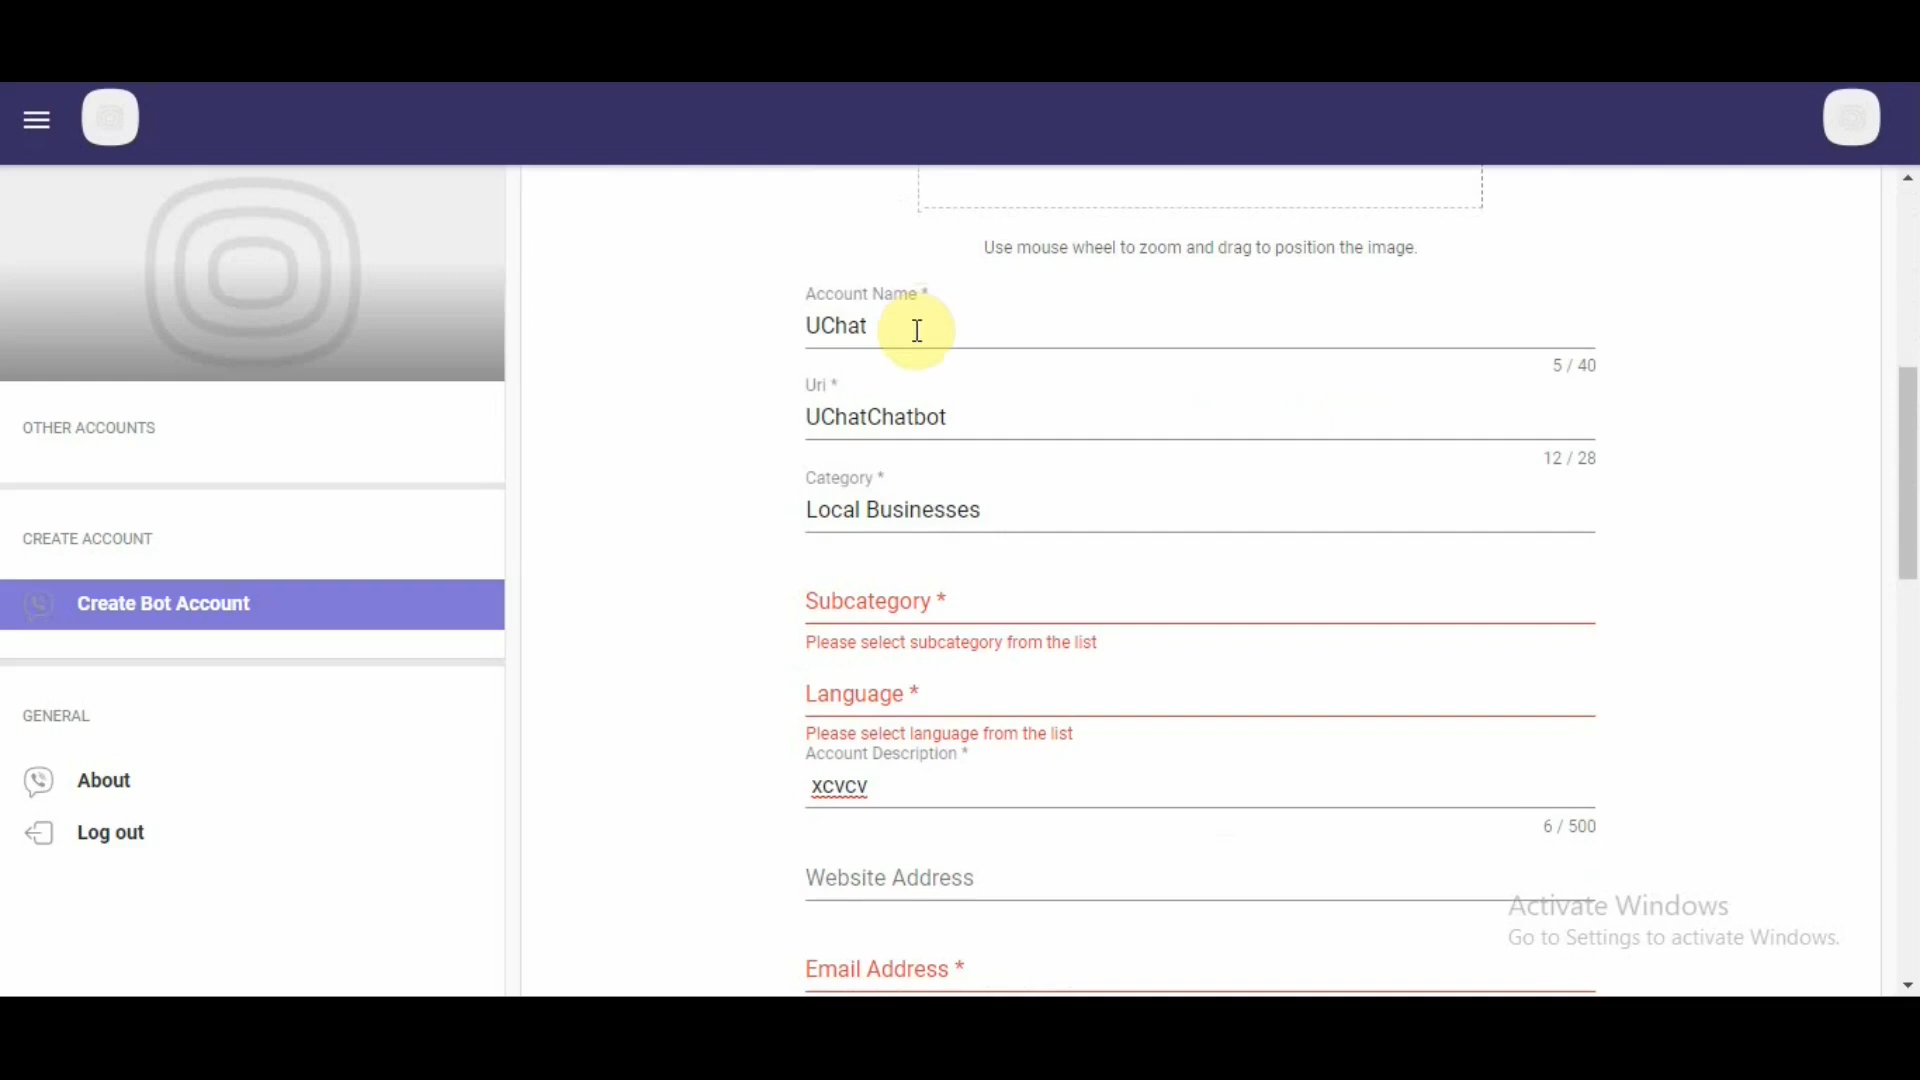 Use mouse wheel to zoom and drag to position the image.
Account Name *
UChat
5 / 40
Uri *
UChatChatbot
12 / 28
Category *
Local Businesses
Subcategory *
Please select subcategory from the list
Language *
Please select language from the list
Account Description *
xcvcv
6 / 500
Website Address
Email Address *
OTHER ACCOUNTS
CREATE ACCOUNT
Create Bot Account
GENERAL
About
Log out
Activate Windows
Go to Settings to activate Windows.